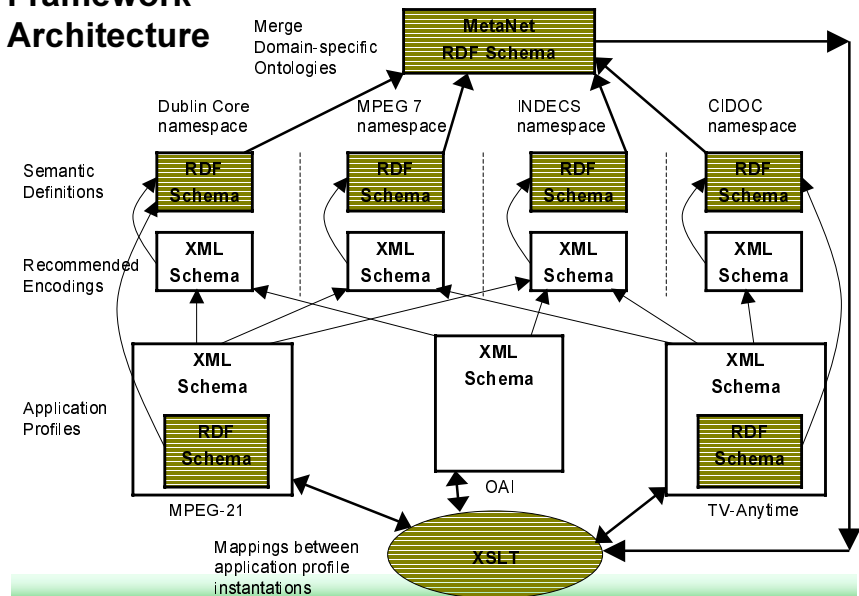 Framework
Architecture
Merge
Domain-specific
Ontologies
MetaNet
RDF Schema
Dublin Core
namespace
MPEG 7
namespace
INDECS
namespace
CIDOC
namespace
Semantic
Definitions
RDF
Schema
RDF
Schema
RDF
Schema
RDF
Schema
Recommended
Encodings
XML
Schema
XML
Schema
XML
Schema
XML
Schema
Application
Profiles
XML
Schema
RDF
Schema
MPEG-21
XML
Schema
OAI
XML
Schema
RDF
Schema
TV-Anytime
Mappings between
application profile
instantations
XSLT